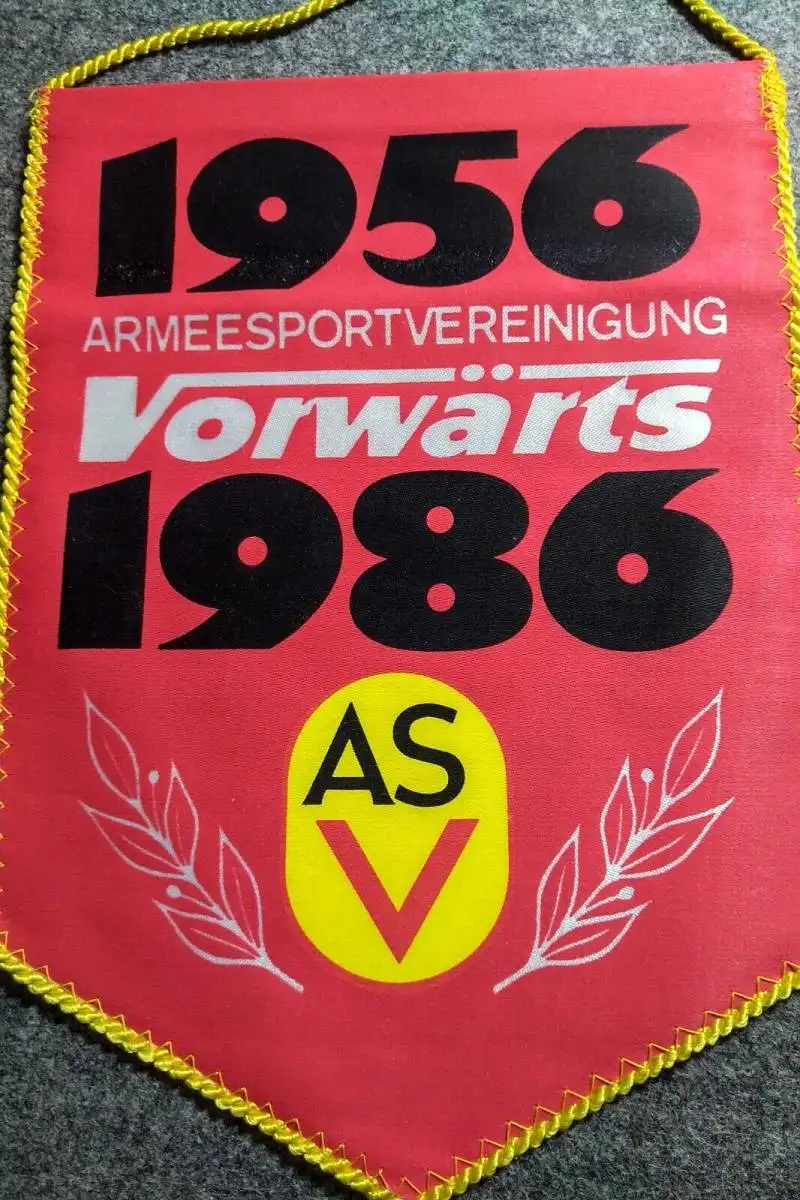 1956
ARMEESPORTVEREINIGUNG
Vorwärts
1986
AS
V